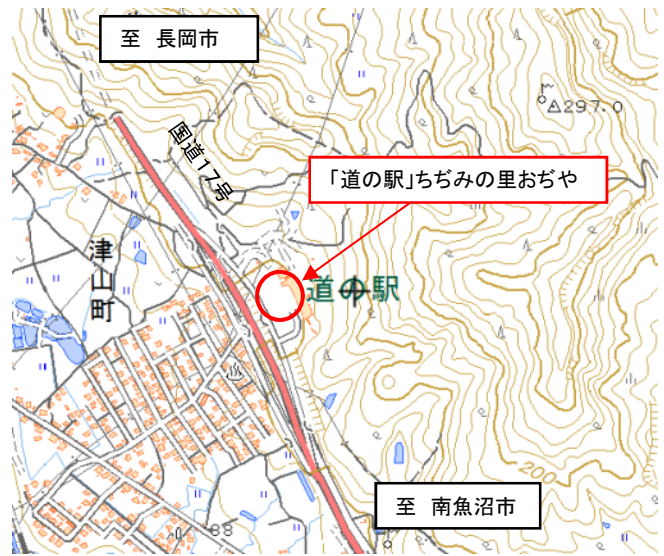 至 長岡市
297.0
国道17号
「道の駅」ちぢみの里おぢや
津山町
道の駅
200
至 南魚沼市
88